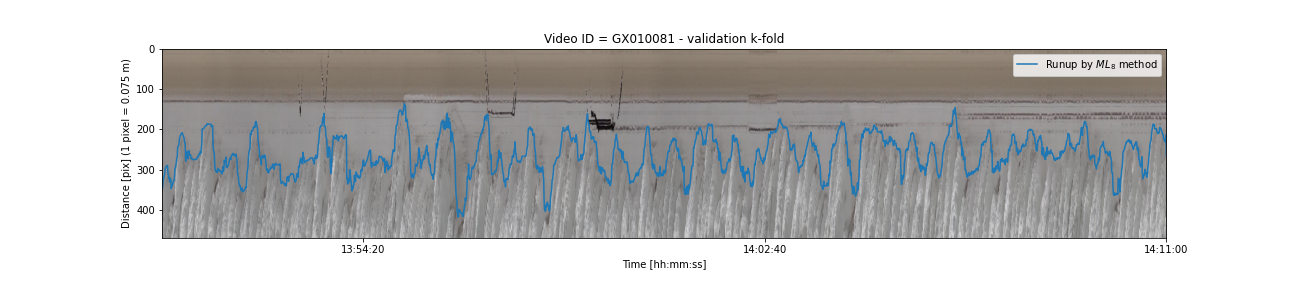 Video ID = GX010081 - validation k-fold
Runup by ML₈ method
Distance [pix] (1 pixel = 0.075 m)
0
100
200
300
400
13:54:20
14:02:40
14:11:00
Time [hh:mm:ss]